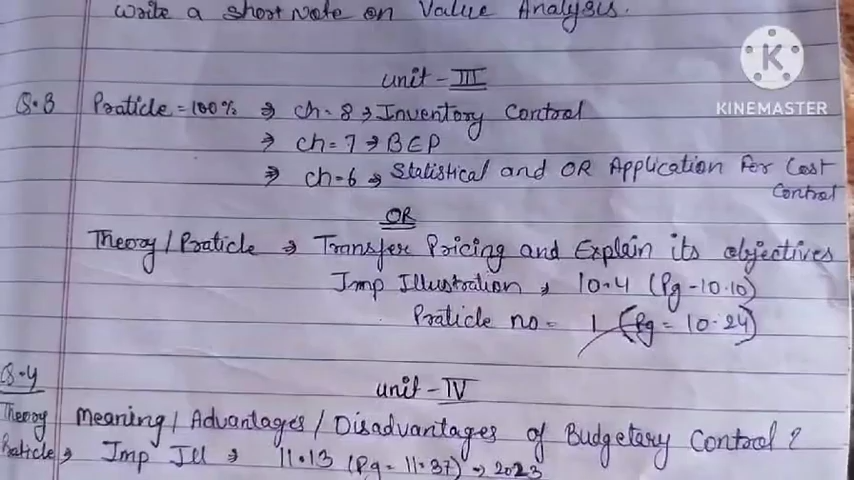 Write a short Note on Value Analysis.
unit - III
Q.3 Praticle = 100% ⇒ ch = 8 → Inventory Control
⇒ ch = 7 ⇒ BEP
⇒ ch = 6 → Statistical and OR Application For Cost
Control
OR
Theory / Praticle → Transfer Pricing and Explain its objectives
Imp Illustration → 10.4 (Pg - 10.10)
Praticle no = 1 (Pg = 10.24)
unit - IV
Q.4
Theory Meaning / Advantages / Disadvantages of Budgetary Control ?
Praticle → Imp Ill → 11.13 (Pg = 11.37) → 2023
KINEMASTER